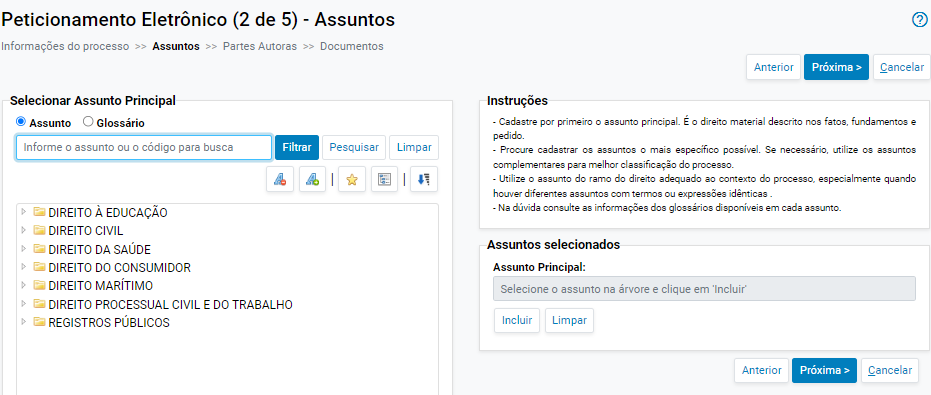 Peticionamento Eletrônico (2 de 5) - Assuntos
Informações do processo >> Assuntos >> Partes Autoras >> Documentos
Anterior Próxima > Cancelar
Selecionar Assunto Principal
Assunto Glossário
Informe o assunto ou o código para busca Filtrar Pesquisar Limpar
DIREITO À EDUCAÇÃO
DIREITO CIVIL
DIREITO DA SAÚDE
DIREITO DO CONSUMIDOR
DIREITO MARÍTIMO
DIREITO PROCESSUAL CIVIL E DO TRABALHO
REGISTROS PÚBLICOS
Instruções
- Cadastre por primeiro o assunto principal. É o direito material descrito nos fatos, fundamentos e
pedido.
- Procure cadastrar os assuntos o mais específico possível. Se necessário, utilize os assuntos
complementares para melhor classificação do processo.
- Utilize o assunto do ramo do direito adequado ao contexto do processo, especialmente quando
houver diferentes assuntos com termos ou expressões idênticas .
- Na dúvida consulte as informações dos glossários disponíveis em cada assunto.
Assuntos selecionados
Assunto Principal:
Selecione o assunto na árvore e clique em 'Incluir'
Incluir Limpar
Anterior Próxima > Cancelar